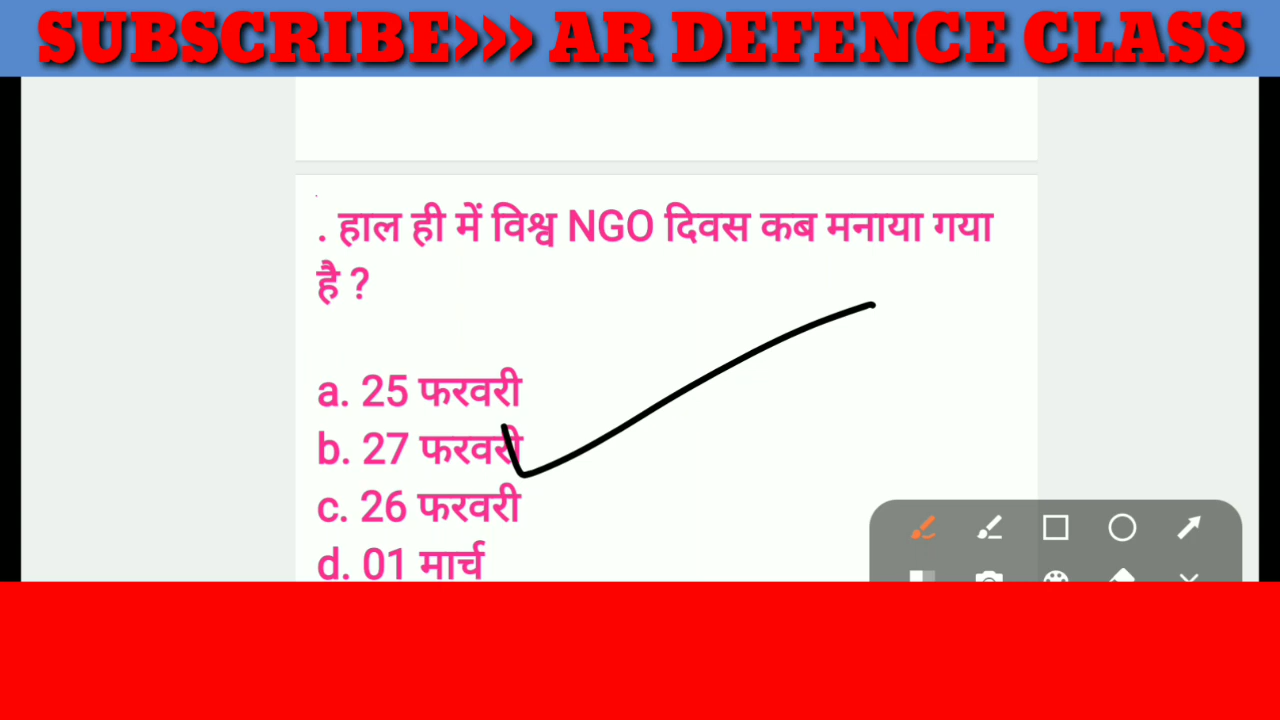 SUBSCRIBE>>> AR DEFENCE CLASS
. हाल ही में विश्व NGO दिवस कब मनाया गया
है ?
a. 25 फरवरी
b. 27 फरवरी
c. 26 फरवरी
d. 01 मार्च